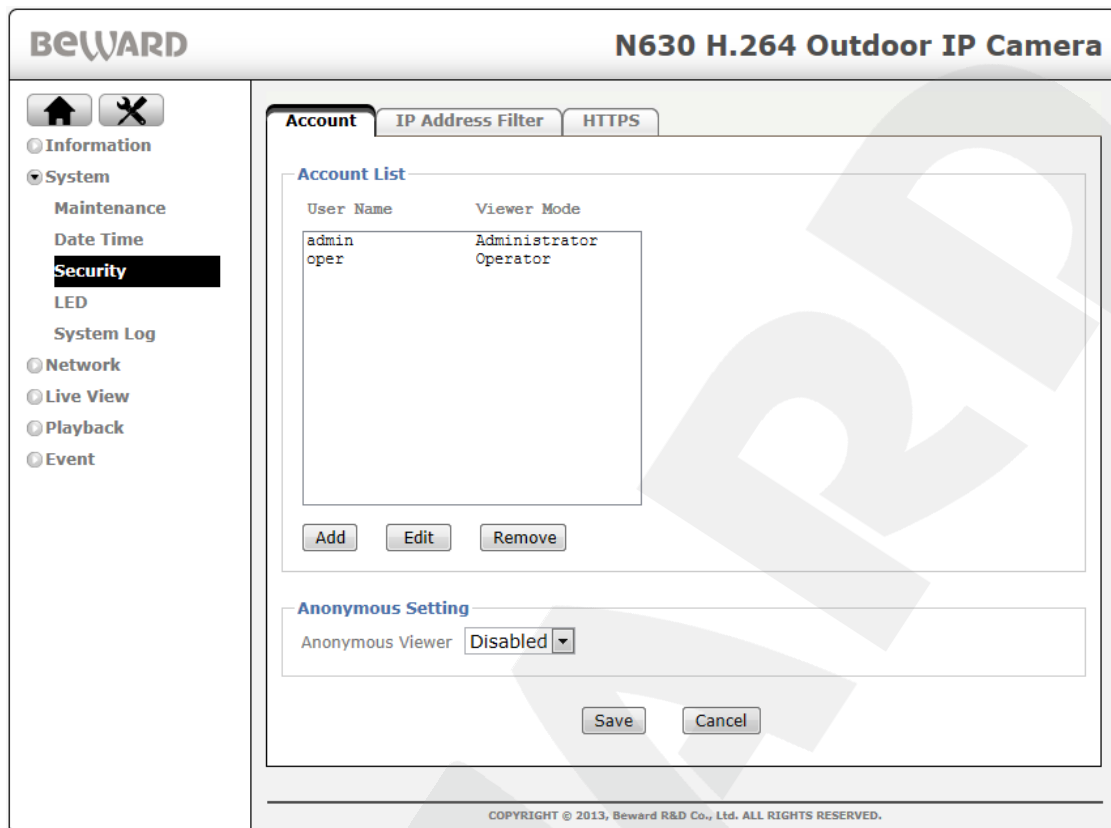 BEWARD
N630 H.264 Outdoor IP Camera
Information
System
Maintenance
Date Time
Security
LED
System Log
Network
Live View
Playback
Event
Account IP Address Filter HTTPS
Account List
User Name Viewer Mode
admin Administrator
oper Operator
Add Edit Remove
Anonymous Setting
Anonymous Viewer Disabled
Save Cancel
COPYRIGHT © 2013, Beward R&D Co., Ltd. ALL RIGHTS RESERVED.
ARD